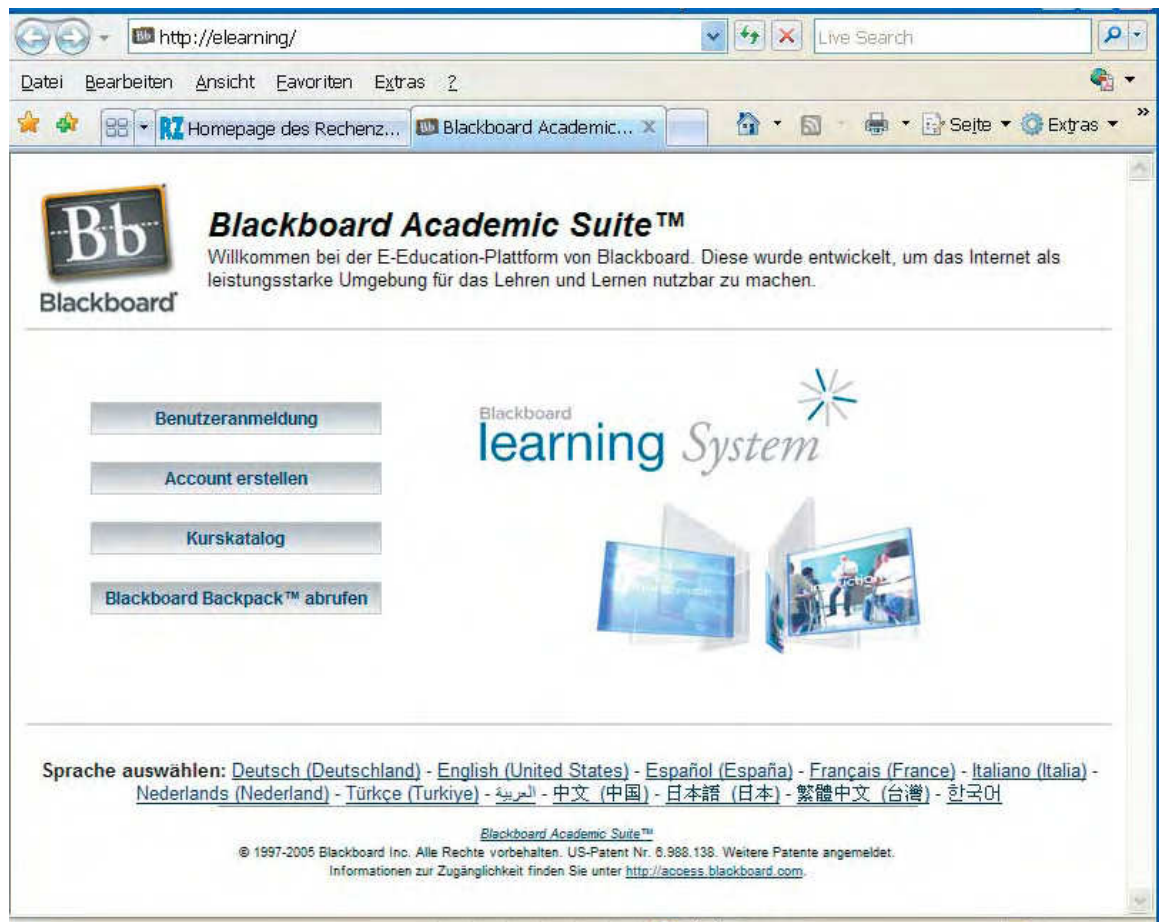 http://elearning/
Live Search
Datei Bearbeiten Ansicht Favoriten Extras ?
RZ Homepage des Rechenz... Bb Blackboard Academic... Seite Extras »
Bb
Blackboard
Blackboard Academic Suite™
Willkommen bei der E-Education-Plattform von Blackboard. Diese wurde entwickelt, um das Internet als
leistungsstarke Umgebung für das Lehren und Lernen nutzbar zu machen.
Benutzeranmeldung
Account erstellen
Kurskatalog
Blackboard Backpack™ abrufen
Blackboard
learning System
Sprache auswählen: Deutsch (Deutschland) - English (United States) - Español (España) - Français (France) - Italiano (Italia) -
Nederlands (Nederland) - Türkçe (Turkiye) - العربية - 中文 (中国) - 日本語 (日本) - 繁體中文 (台灣) - 한국어
Blackboard Academic Suite™
© 1997-2005 Blackboard Inc. Alle Rechte vorbehalten. US-Patent Nr. 6.988.138. Weitere Patente angemeldet.
Informationen zur Zugänglichkeit finden Sie unter http://access.blackboard.com.